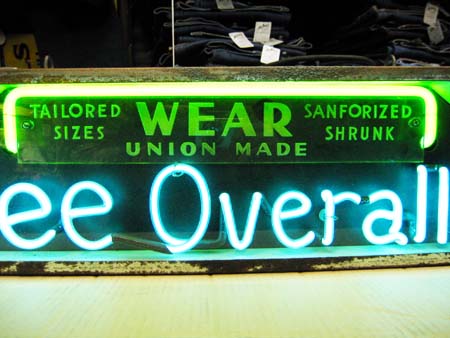 TAILORED SIZES
WEAR
SANFORIZED SHRUNK
UNION MADE
ee Overall